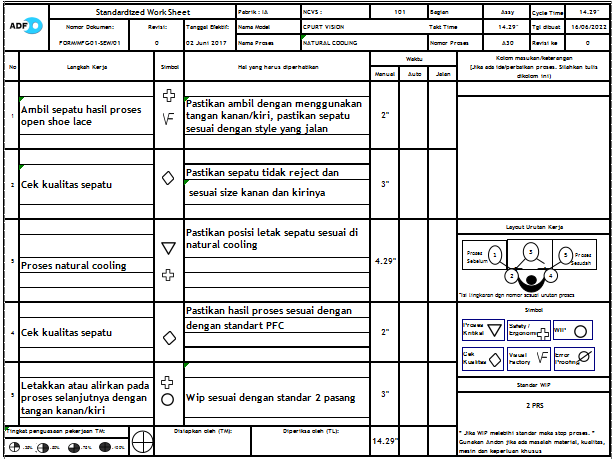 ADF
Standardized Work Sheet
Pabrik : IA
NCVS :
101
Bagian
Assy
Cycle Time
14.29"
Nomor Dokumen:
Revisi:
Tanggal Efektif:
Nama Model
CPURT VISION
Takt Time
14.29"
Tgl dibuat
16/06/2022
FORMMFG01-SEM/01
0
02 Juni 2017
Nama Proses
NATURAL COOLING
Nomor Proses
A30
Revisi ke
0
No
Langkah Kerja
Simbol
Hal yang harus diperhatikan
Waktu
Manual
Auto
Jalan
Kolom masukan/keterangan
(Jika ada ide/perbaikan proses. Silahkan tulis
dikolom ini)
1
Ambil sepatu hasil proses
open shoe lace
VF
Pastikan ambil dengan menggunakan
tangan kanan/kiri, pastikan sepatu
sesuai dengan style yang jalan
2"
2
Cek kualitas sepatu
Pastikan sepatu tidak reject dan
sesuai size kanan dan kirinya
3"
3
Proses natural cooling
Pastikan posisi letak sepatu sesuai di
natural cooling
4.29"
4
Cek kualitas sepatu
Pastikan hasil proses sesuai dengan
dengan standart PFC
2"
5
Letakkan atau alirkan pada
proses selanjutnya dengan
tangan kanan/kiri
Wip sesuai dengan standar 2 pasang
3"
Layout Urutan Kerja
Proses
Sebelum
1
2
3
4
5
Proses
Sesudah
*Isi lingkaran dgn nomor sesuai urutan proses
Simbol
Proses
Kritikal
Safety /
Ergonomi
WIP
Cek
Kualitas
Visual
Factory
VF
Error
Proofing
Standar WIP
2 PRS
Tingkat penguasaan pekerjaan TM:
: 25%
: 50%
: 75%
: 100%
Disiapkan oleh (TM):
Diperiksa oleh (TL):
14.29"
* Jika WIP melebihi standar maka stop proses. *
Gunakan Andon jika ada masalah material, kualitas,
mesin dan keperluan khusus